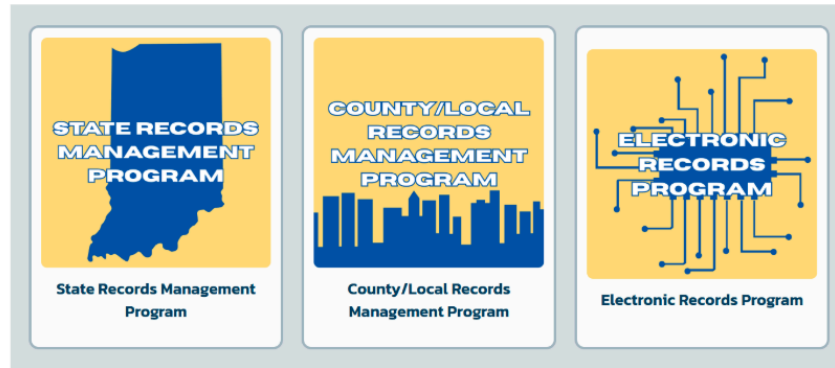 STATE RECORDS
MANAGEMENT
PROGRAM
State Records Management
Program
COUNTY/LOCAL
RECORDS
MANAGEMENT
PROGRAM
County/Local Records
Management Program
ELECTRONIC
RECORDS
PROGRAM
Electronic Records Program